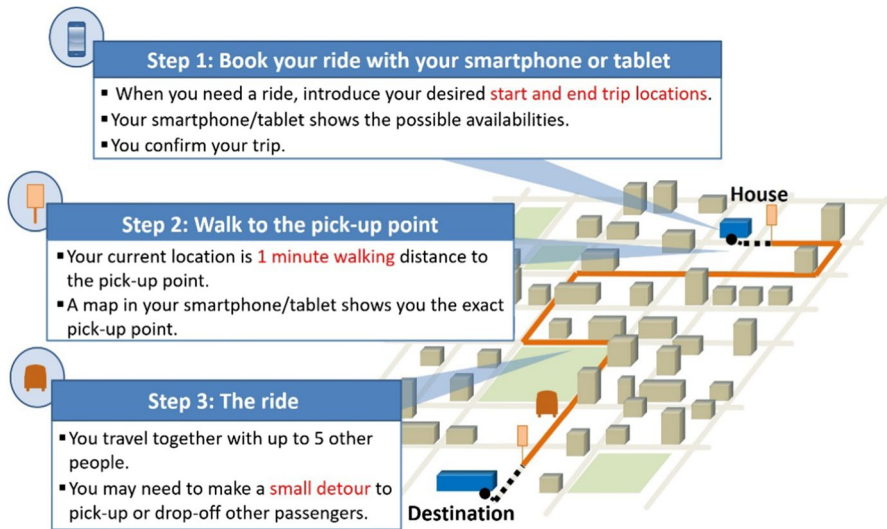 Step 1: Book your ride with your smartphone or tablet
▪ When you need a ride, introduce your desired start and end trip locations.
▪ Your smartphone/tablet shows the possible availabilities.
▪ You confirm your trip.
House
Step 2: Walk to the pick-up point
▪ Your current location is 1 minute walking distance to
the pick-up point.
▪ A map in your smartphone/tablet shows you the exact
pick-up point.
Step 3: The ride
▪ You travel together with up to 5 other
people.
▪ You may need to make a small detour to
pick-up or drop-off other passengers.
Destination